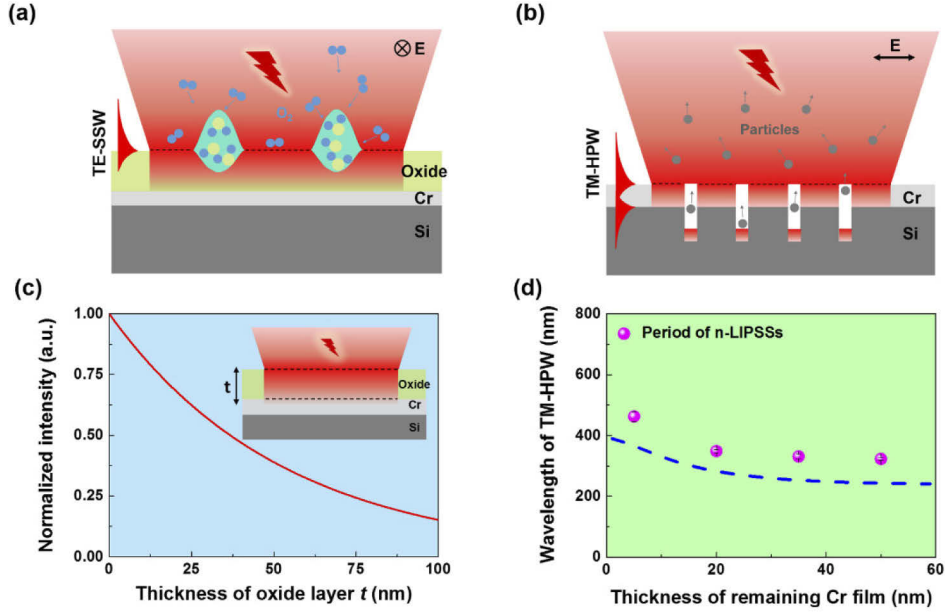 (a)
E
O2
TE-SSW
Oxide
Cr
Si
(b)
E
Particles
TM-HPW
Cr
Si
(c)
Normalized intensity (a.u.)
1.00
0.75
0.50
0.25
0.00
t
Oxide
Cr
Si
0
25
50
75
100
Thickness of oxide layer t (nm)
(d)
Wavelength of TM-HPW (nm)
800
600
400
200
0
Period of n-LIPSSs
0
20
40
60
Thickness of remaining Cr film (nm)